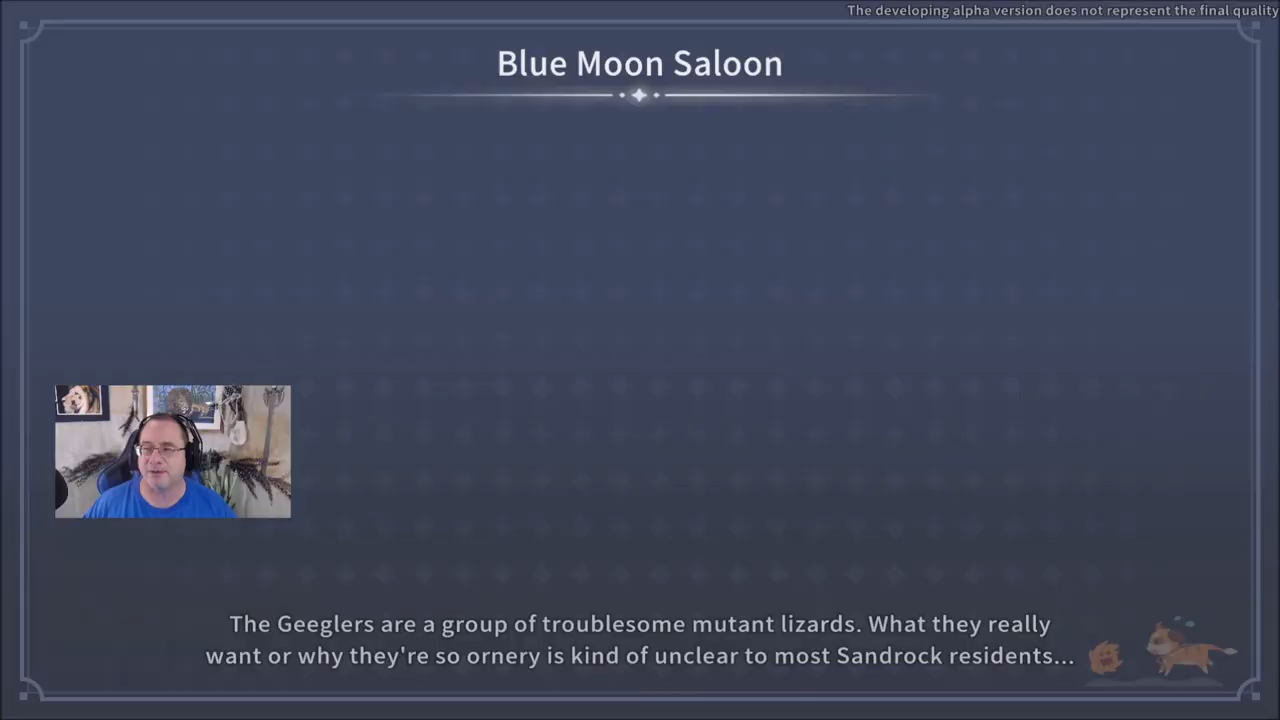 The developing alpha version does not represent the final quality
Blue Moon Saloon
The Geeglers are a group of troublesome mutant lizards. What they really
want or why they're so ornery is kind of unclear to most Sandrock residents...